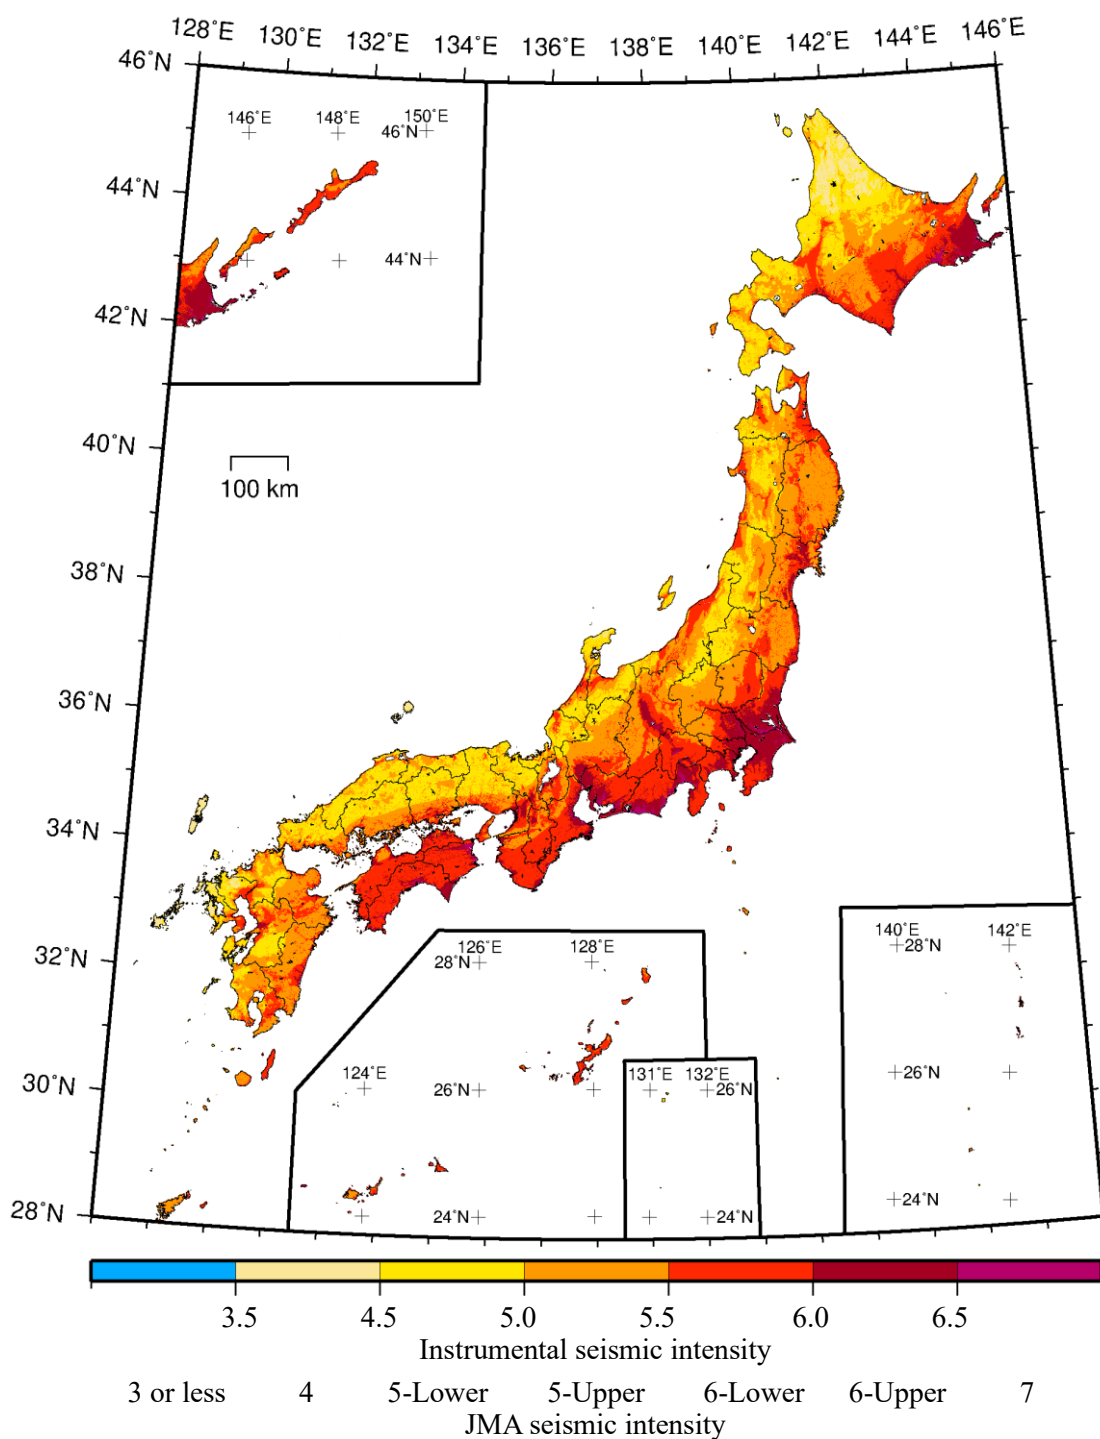 128˚E 130˚E 132˚E 134˚E 136˚E 138˚E 140˚E 142˚E 144˚E 146˚E
46˚N
146˚E 148˚E 150˚E
46˚N
44˚N
44˚N
42˚N
40˚N
100 km
38˚N
36˚N
34˚N
32˚N
126˚E 128˚E
28˚N
140˚E 142˚E
28˚N
30˚N
124˚E
26˚N
131˚E 132˚E
26˚N
26˚N
28˚N
24˚N
24˚N
24˚N
3.5 4.5 5.0 5.5 6.0 6.5
Instrumental seismic intensity
3 or less 4 5-Lower 5-Upper 6-Lower 6-Upper 7
JMA seismic intensity